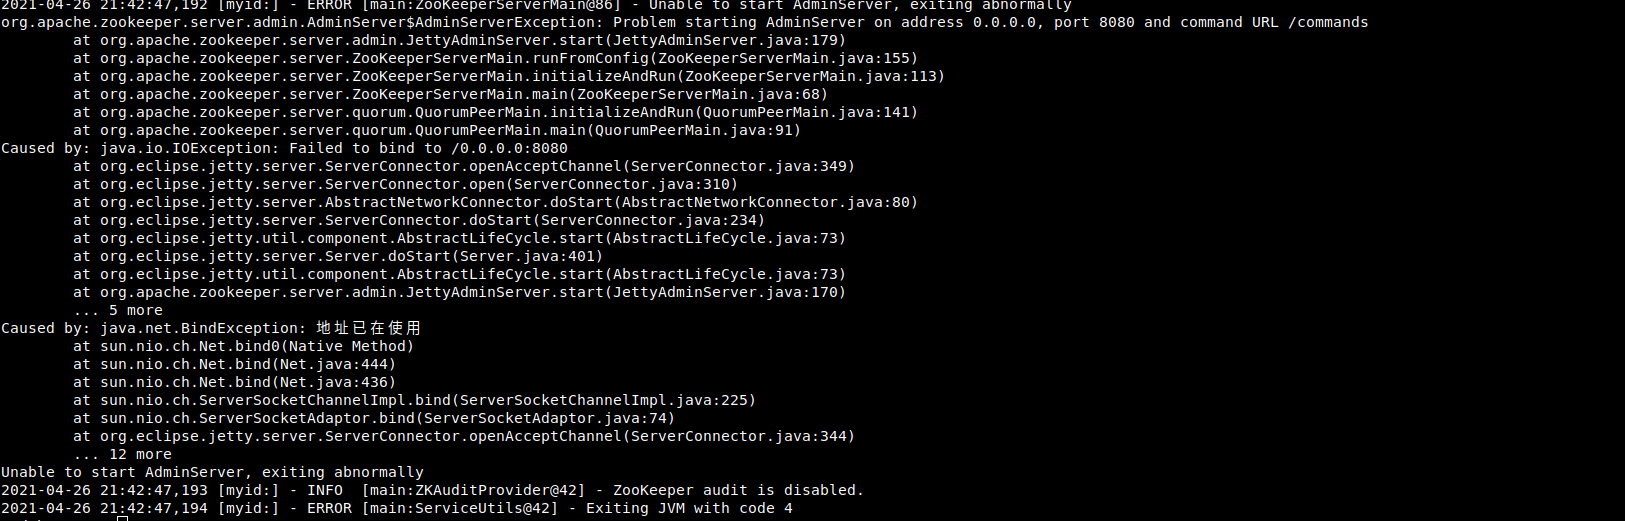 2021-04-26 21:42:47,192 [myid:] - ERROR [main:ZooKeeperServerMain@86] - Unable to start AdminServer, exiting abnormally
org.apache.zookeeper.server.admin.AdminServer$AdminServerException: Problem starting AdminServer on address 0.0.0.0, port 8080 and command URL /commands
        at org.apache.zookeeper.server.admin.JettyAdminServer.start(JettyAdminServer.java:179)
        at org.apache.zookeeper.server.ZooKeeperServerMain.runFromConfig(ZooKeeperServerMain.java:155)
        at org.apache.zookeeper.server.ZooKeeperServerMain.initializeAndRun(ZooKeeperServerMain.java:113)
        at org.apache.zookeeper.server.ZooKeeperServerMain.main(ZooKeeperServerMain.java:68)
        at org.apache.zookeeper.server.quorum.QuorumPeerMain.initializeAndRun(QuorumPeerMain.java:141)
        at org.apache.zookeeper.server.quorum.QuorumPeerMain.main(QuorumPeerMain.java:91)
Caused by: java.io.IOException: Failed to bind to /0.0.0.0:8080
        at org.eclipse.jetty.server.ServerConnector.openAcceptChannel(ServerConnector.java:349)
        at org.eclipse.jetty.server.ServerConnector.open(ServerConnector.java:310)
        at org.eclipse.jetty.server.AbstractNetworkConnector.doStart(AbstractNetworkConnector.java:80)
        at org.eclipse.jetty.server.ServerConnector.doStart(ServerConnector.java:234)
        at org.eclipse.jetty.util.component.AbstractLifeCycle.start(AbstractLifeCycle.java:73)
        at org.eclipse.jetty.server.Server.doStart(Server.java:401)
        at org.eclipse.jetty.util.component.AbstractLifeCycle.start(AbstractLifeCycle.java:73)
        at org.apache.zookeeper.server.admin.JettyAdminServer.start(JettyAdminServer.java:170)
        ... 5 more
Caused by: java.net.BindException: 地址已在使用
        at sun.nio.ch.Net.bind0(Native Method)
        at sun.nio.ch.Net.bind(Net.java:444)
        at sun.nio.ch.Net.bind(Net.java:436)
        at sun.nio.ch.ServerSocketChannelImpl.bind(ServerSocketChannelImpl.java:225)
        at sun.nio.ch.ServerSocketAdaptor.bind(ServerSocketAdaptor.java:74)
        at org.eclipse.jetty.server.ServerConnector.openAcceptChannel(ServerConnector.java:344)
        ... 12 more
Unable to start AdminServer, exiting abnormally
2021-04-26 21:42:47,193 [myid:] - INFO  [main:ZKAuditProvider@42] - ZooKeeper audit is disabled.
2021-04-26 21:42:47,194 [myid:] - ERROR [main:ServiceUtils@42] - Exiting JVM with code 4